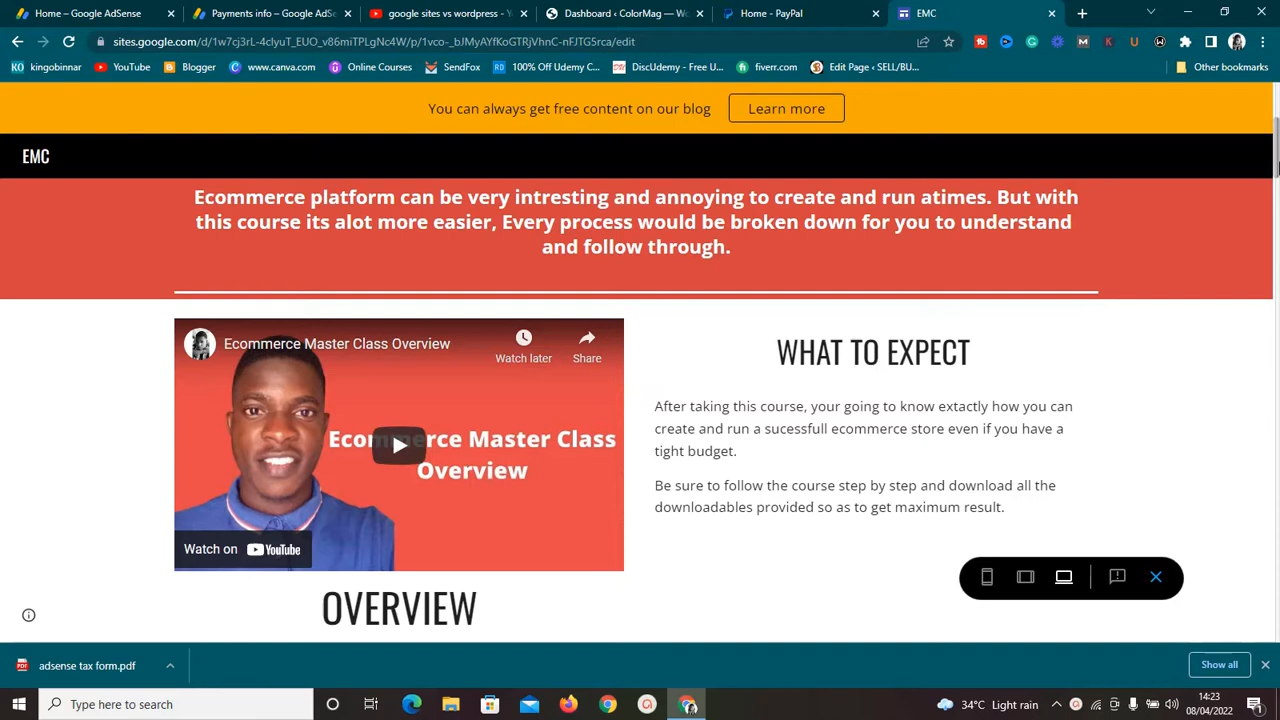 Home – Google AdSense
Payments info – Google AdSe
google sites vs wordpress - Y
Dashboard ‹ ColorMag — Wo
Home - PayPal
EMC
sites.google.com/d/1w7cj3rL-4clyuT_EUO_v86miTPLgNc4W/p/1vco-_bJMyAYfKoGTRjVhnC-nFJTG5rca/edit
kingobinnar
YouTube
Blogger
www.canva.com
Online Courses
SendFox
100% Off Udemy C...
DiscUdemy - Free U...
fiverr.com
Edit Page ‹ SELL/BU...
Other bookmarks
You can always get free content on our blog
Learn more
EMC
Ecommerce platform can be very intresting and annoying to create and run atimes. But with
this course its alot more easier, Every process would be broken down for you to understand
and follow through.
Ecommerce Master Class Overview
Watch later
Share
Ecommerce Master Class
Overview
Watch on YouTube
WHAT TO EXPECT
After taking this course, your going to know extactly how you can
create and run a sucessfull ecommerce store even if you have a
tight budget.
Be sure to follow the course step by step and download all the
downloadables provided so as to get maximum result.
OVERVIEW
adsense tax form.pdf
Show all
Type here to search
34°C Light rain
14:23
08/04/2022